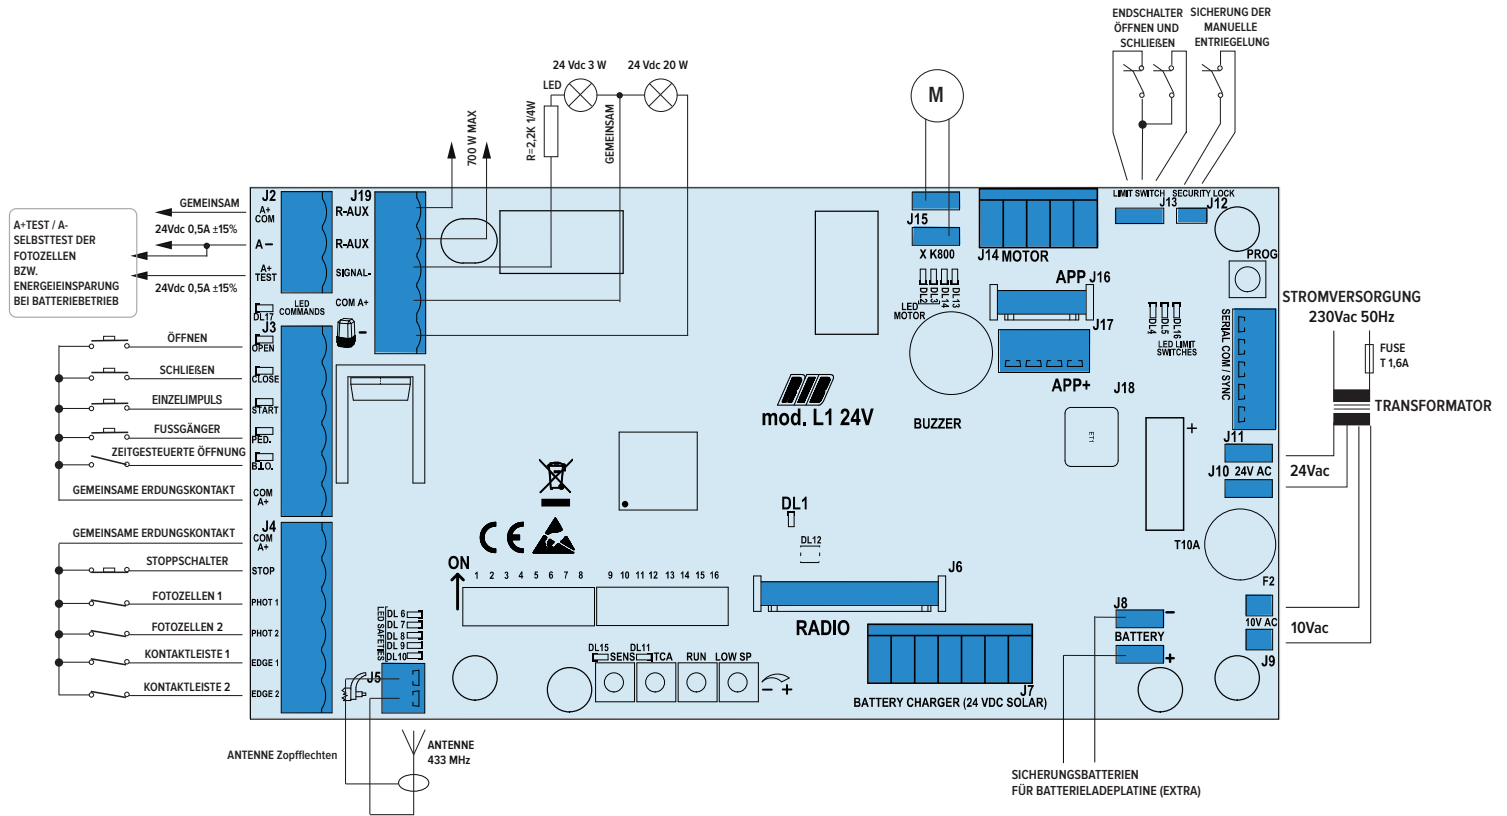 ENDSCHALTER
ÖFFNEN UND
SCHLIEßEN
SICHERUNG DER
MANUELLE
ENTRIEGELUNG
24 Vdc 3 W
24 Vdc 20 W
LED
R=2,2K 1/4W
GEMEINSAM
700 W MAX
M
A+TEST / A-
SELBSTTEST DER
FOTOZELLEN
BZW.
ENERGIEEINSPARUNG
BEI BATTERIEBETRIEB
GEMEINSAM
24Vdc 0,5A ±15%
24Vdc 0,5A ±15%
J2
A+
COM
A-
A+
TEST
DL17
LED
COMMANDS
J19
R-AUX
R-AUX
SIGNAL-
COM A+
-
J15
X K800
J14 MOTOR
LIMIT SWITCH
J13
SECURITY LOCK
J12
PROG
APP
J16
DL2
DL3
DL14
DL13
LED
MOTOR
J17
APP+
J18
DL4
DL5
DL16
LED LIMIT
SWITCHES
SERIAL COM / SYNC
STROMVERSORGUNG
230Vac 50Hz
FUSE
T 1,6A
TRANSFORMATOR
J3
OPEN
CLOSE
START
PED.
B.I.O.
COM
A+
ÖFFNEN
SCHLIEßEN
EINZELIMPULS
FUSSGÄNGER
ZEITGESTEUERTE ÖFFNUNG
GEMEINSAME ERDUNGSKONTAKT
mod. L1 24V
BUZZER
ET1
+
J11
J10 24V AC
24Vac
GEMEINSAME ERDUNGSKONTAKT
STOPPSCHALTER
FOTOZELLEN 1
FOTOZELLEN 2
KONTAKTLEISTE 1
KONTAKTLEISTE 2
J4
COM
A+
STOP
PHOT 1
PHOT 2
EDGE 1
EDGE 2
CE
DL1
DL12
T10A
F2
10V AC
J9
10Vac
ON
1 2 3 4 5 6 7 8
9 10 11 12 13 14 15 16
J6
RADIO
LED SAFETIES
DL 6
DL 7
DL 8
DL 9
DL10
J5
DL15
SENS
DL11
TCA
RUN
LOW SP
- +
J7
BATTERY CHARGER (24 VDC SOLAR)
J8
-
BATTERY
+
ANTENNE Zopfflechten
ANTENNE
433 MHz
SICHERUNGSBATTERIEN
FÜR BATTERIELADEPLATINE (EXTRA)